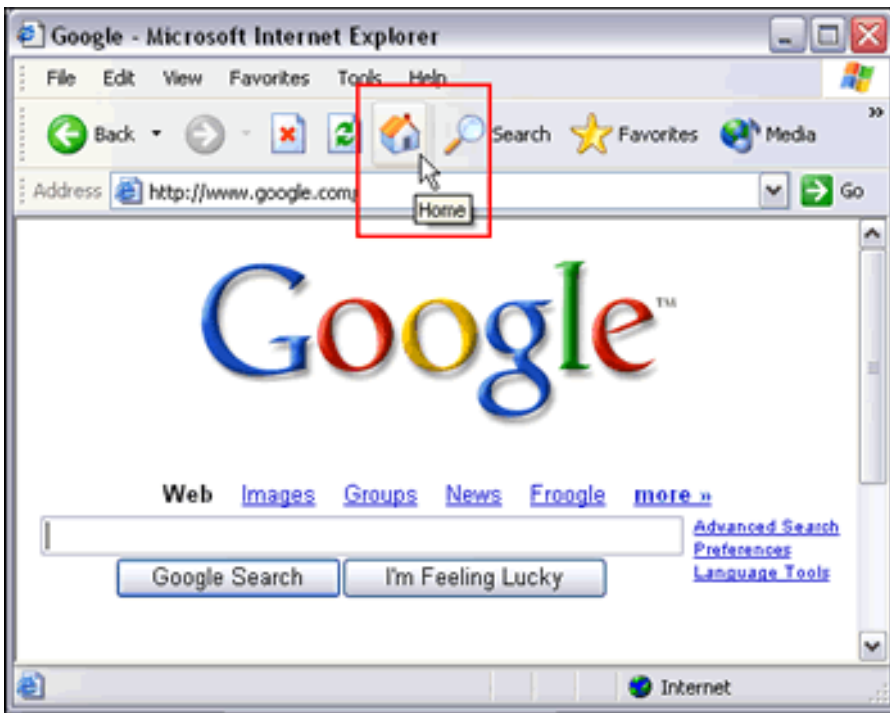 Google - Microsoft Internet Explorer
File Edit View Favorites Tools Help
Back Search Favorites Media »
Address http://www.google.com/ Go
Home
Google™
Web Images Groups News Froogle more »
Advanced Search
Preferences
Language Tools
Google Search I'm Feeling Lucky
Internet